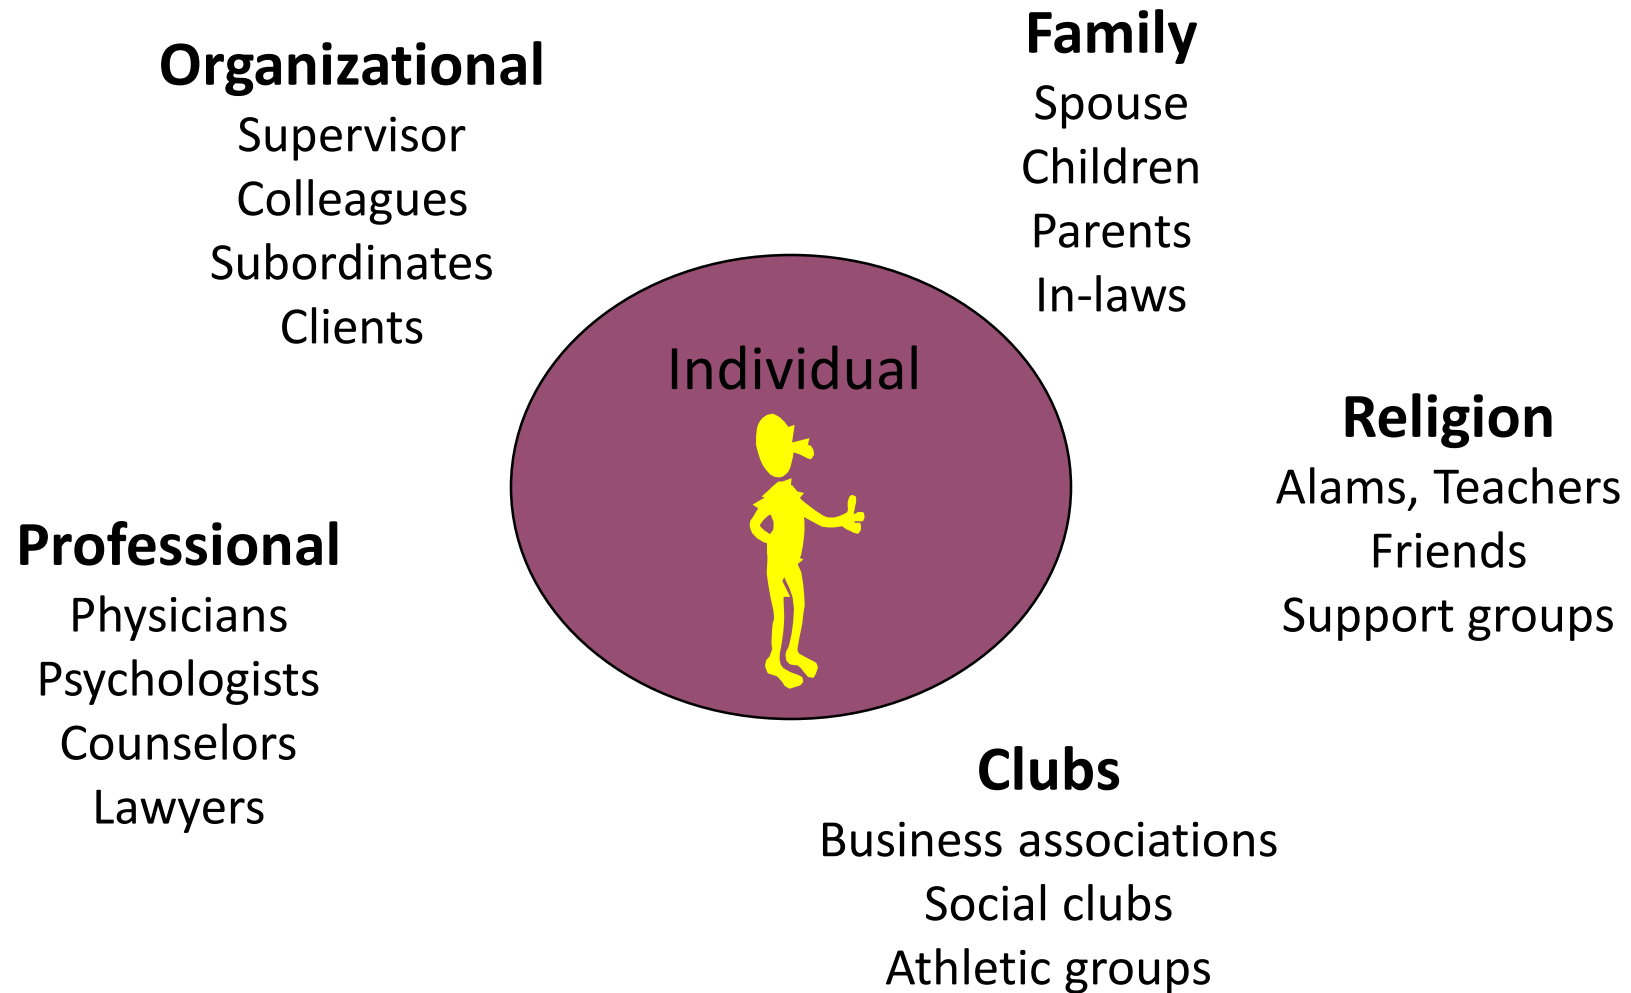 Organizational
Supervisor
Colleagues
Subordinates
Clients
Family
Spouse
Children
Parents
In-laws
Individual
Religion
Alams, Teachers
Friends
Support groups
Professional
Physicians
Psychologists
Counselors
Lawyers
Clubs
Business associations
Social clubs
Athletic groups